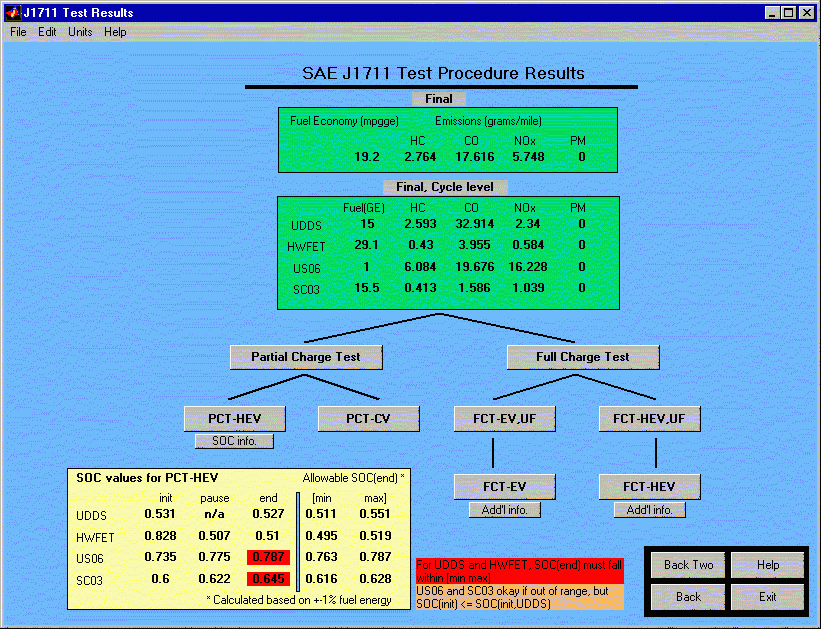 J1711 Test Results
File Edit Units Help
SAE J1711 Test Procedure Results
Final
Fuel Economy (mpgge) Emissions (grams/mile)
HC CO NOx PM
19.2 2.764 17.616 5.748 0
Final, Cycle level
Fuel(GE) HC CO NOx PM
UDDS 15 2.593 32.914 2.34 0
HWFET 29.1 0.43 3.955 0.584 0
US06 1 6.084 19.676 16.228 0
SC03 15.5 0.413 1.586 1.039 0
Partial Charge Test Full Charge Test
PCT-HEV PCT-CV FCT-EV,UF FCT-HEV,UF
SOC info.
FCT-EV FCT-HEV
Add'l info. Add'l info.
SOC values for PCT-HEV Allowable SOC(end) *
init pause end [min max]
UDDS 0.531 n/a 0.527 0.511 0.551
HWFET 0.828 0.507 0.51 0.495 0.519
US06 0.735 0.775 0.787 0.763 0.787
SC03 0.6 0.622 0.645 0.616 0.628
* Calculated based on +-1% fuel energy
For UDDS and HWFET, SOC(end) must fall
within [min max]
US06 and SC03 okay if out of range, but
SOC(init) <= SOC(init,UDDS)
Back Two Help
Back Exit